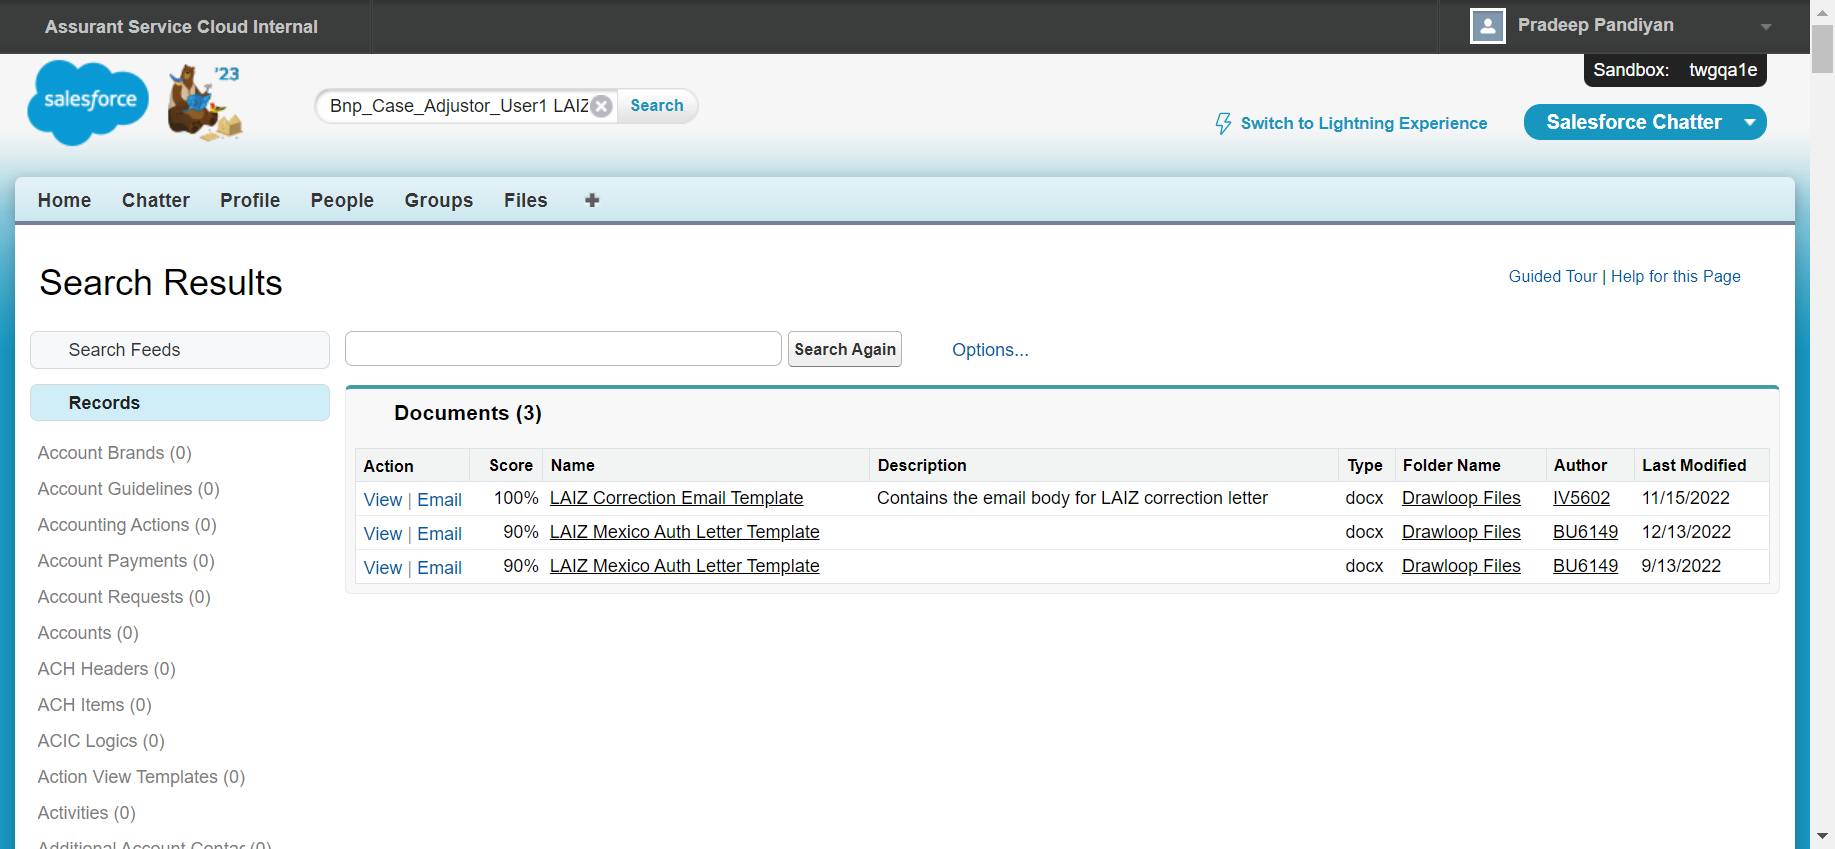 Assurant Service Cloud Internal
Pradeep Pandiyan
Sandbox: twgqa1e
salesforce
'23
Bnp_Case_Adjustor_User1 LAIZ
Search
Switch to Lightning Experience
Salesforce Chatter
Home Chatter Profile People Groups Files
Search Results
Guided Tour | Help for this Page
Search Feeds
Search Again
Options...
Records
Documents (3)
Action Score Name Description Type Folder Name Author Last Modified
View | Email 100% LAIZ Correction Email Template Contains the email body for LAIZ correction letter docx Drawloop Files IV5602 11/15/2022
View | Email 90% LAIZ Mexico Auth Letter Template docx Drawloop Files BU6149 12/13/2022
View | Email 90% LAIZ Mexico Auth Letter Template docx Drawloop Files BU6149 9/13/2022
Account Brands (0)
Account Guidelines (0)
Accounting Actions (0)
Account Payments (0)
Account Requests (0)
Accounts (0)
ACH Headers (0)
ACH Items (0)
ACIC Logics (0)
Action View Templates (0)
Activities (0)
Additional Account Contac (0)